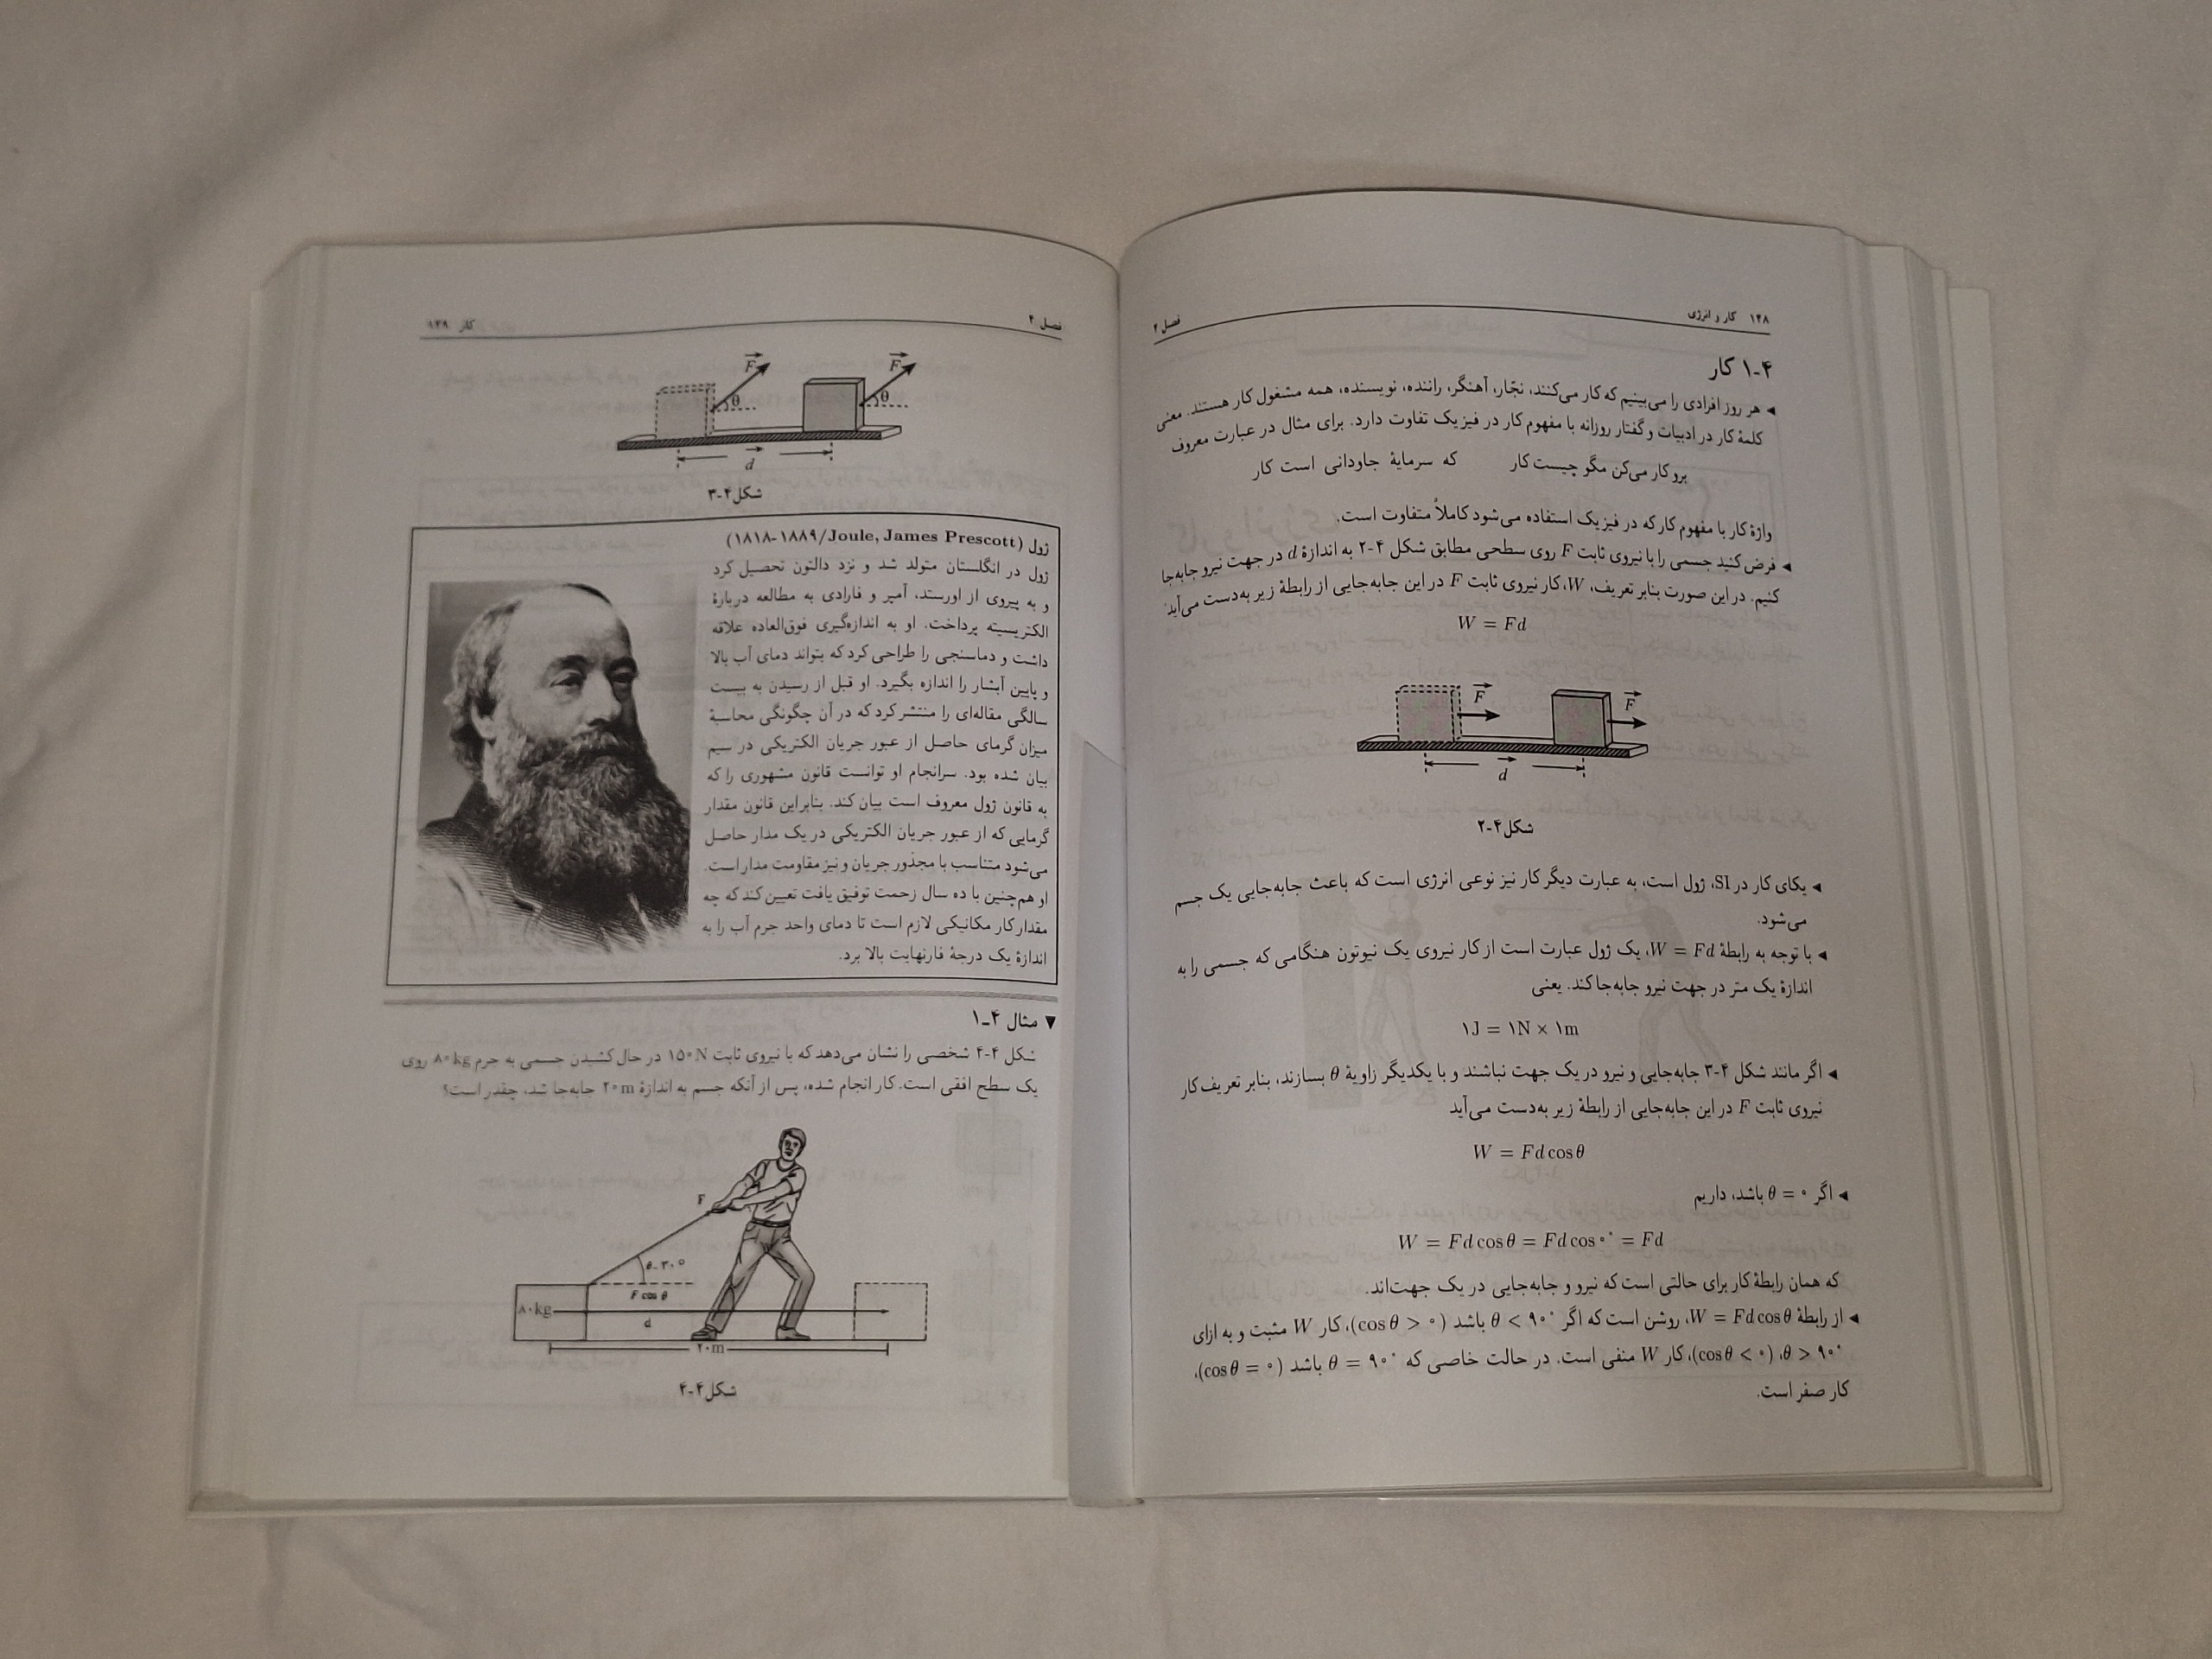 ۱۴۸ کار و انرژی
فصل ۴
۴ـ۱ کار
◂ هر روز افرادی را می‌بینیم که کار می‌کنند، نجّار، آهنگر، راننده، نویسنده، همه مشغول کار هستند. معنی
کلمهٔ کار در ادبیات و گفتار روزانه با مفهوم کار در فیزیک تفاوت دارد. برای مثال در عبارت معروف
برو کار می‌کن مگو چیست کار که سرمایهٔ جاودانی است کار
واژهٔ کار با مفهوم کار که در فیزیک استفاده می‌شود کاملاً متفاوت است.
◂ فرض کنید جسمی را با نیروی ثابت F روی سطحی مطابق شکل ۴-۲ به اندازهٔ d در جهت نیرو جابه‌جا
کنیم. در این صورت بنابر تعریف، W، کار نیروی ثابت F در این جابه‌جایی از رابطهٔ زیر به‌دست می‌آید:
W = Fd
F F
d
شکل ۴-۲
◂ یکای کار در SI، ژول است، به عبارت دیگر کار نیز نوعی انرژی است که باعث جابه‌جایی یک جسم
می‌شود.
◂ با توجه به رابطهٔ W = Fd، یک ژول عبارت است از کار نیروی یک نیوتون هنگامی که جسمی را به
اندازهٔ یک متر در جهت نیرو جابه‌جا کند. یعنی
۱J = ۱N × ۱m
◂ اگر مانند شکل ۴-۳ جابه‌جایی و نیرو در یک جهت نباشند و با یکدیگر زاویهٔ θ بسازند، بنابر تعریف کار
نیروی ثابت F در این جابه‌جایی از رابطهٔ زیر به‌دست می‌آید
W = Fd cos θ
◂ اگر θ = ۰ باشد، داریم
W = Fd cos θ = Fd cos ۰° = Fd
که همان رابطهٔ کار برای حالتی است که نیرو و جابه‌جایی در یک جهت‌اند.
◂ از رابطهٔ W = Fd cos θ، روشن است که اگر θ < ۹۰° باشد (cos θ > ۰)، کار W مثبت و به ازای
θ > ۹۰°، (cos θ < ۰)، کار W منفی است. در حالت خاصی که θ = ۹۰° باشد (cos θ = ۰)،
کار صفر است.
فصل ۴
کار ۱۴۹
F F
θ θ
d
شکل ۴-۳
ژول (Joule, James Prescott/۱۸۱۸-۱۸۸۹)
ژول در انگلستان متولد شد و نزد دالتون تحصیل کرد
و به پیروی از اورستد، آمپر و فارادی به مطالعه دربارهٔ
الکتریسیته پرداخت. او به اندازه‌گیری فوق‌العاده علاقه
داشت و دماسنجی را طراحی کرد که بتواند دمای آب بالا
و پایین آبشار را اندازه بگیرد. او قبل از رسیدن به بیست
سالگی مقاله‌ای را منتشر کرد که در آن چگونگی محاسبهٔ
میزان گرمای حاصل از عبور جریان الکتریکی در سیم
بیان شده بود. سرانجام او توانست قانون مشهوری را که
به قانون ژول معروف است بیان کند. بنابراین قانون مقدار
گرمایی که از عبور جریان الکتریکی در یک مدار حاصل
می‌شود متناسب با مجذور جریان و نیز مقاومت مدار است.
او هم‌چنین با ده سال زحمت توفیق یافت تعیین کند که چه
مقدار کار مکانیکی لازم است تا دمای واحد جرم آب را به
اندازهٔ یک درجهٔ فارنهایت بالا برد.
▼ مثال ۴ـ۱
شکل ۴-۴ شخصی را نشان می‌دهد که با نیروی ثابت ۱۵۰N در حال کشیدن جسمی به جرم ۸۰kg روی
یک سطح افقی است. کار انجام شده، پس از آنکه جسم به اندازهٔ ۲۰m جابه‌جا شد، چقدر است؟
F
θ=۳۰°
F cos θ
۸۰kg
d
۲۰m
شکل ۴-۴